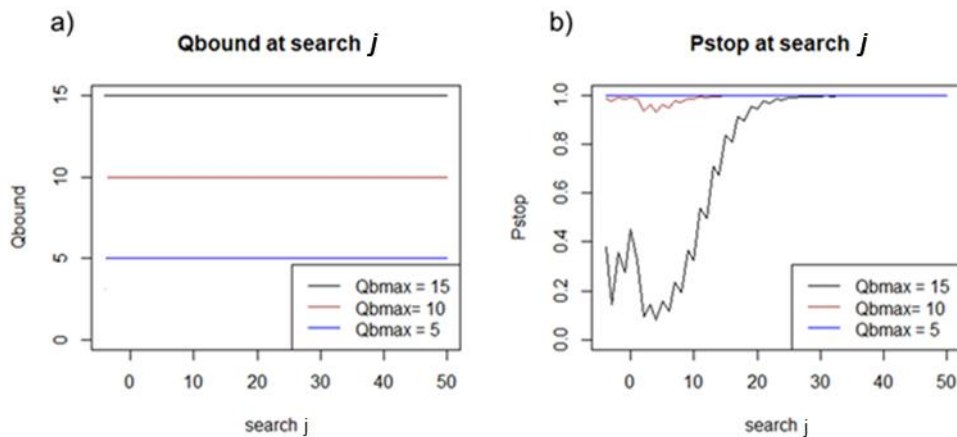 a)
Qbound at search j
Qbound
15
10
5
0
Qbmax = 15
Qbmax= 10
Qbmax = 5
0 10 20 30 40 50
search j
b)
Pstop at search j
Pstop
1.0
0.8
0.6
0.4
0.2
0.0
Qbmax = 15
Qbmax = 10
Qbmax = 5
0 10 20 30 40 50
search j